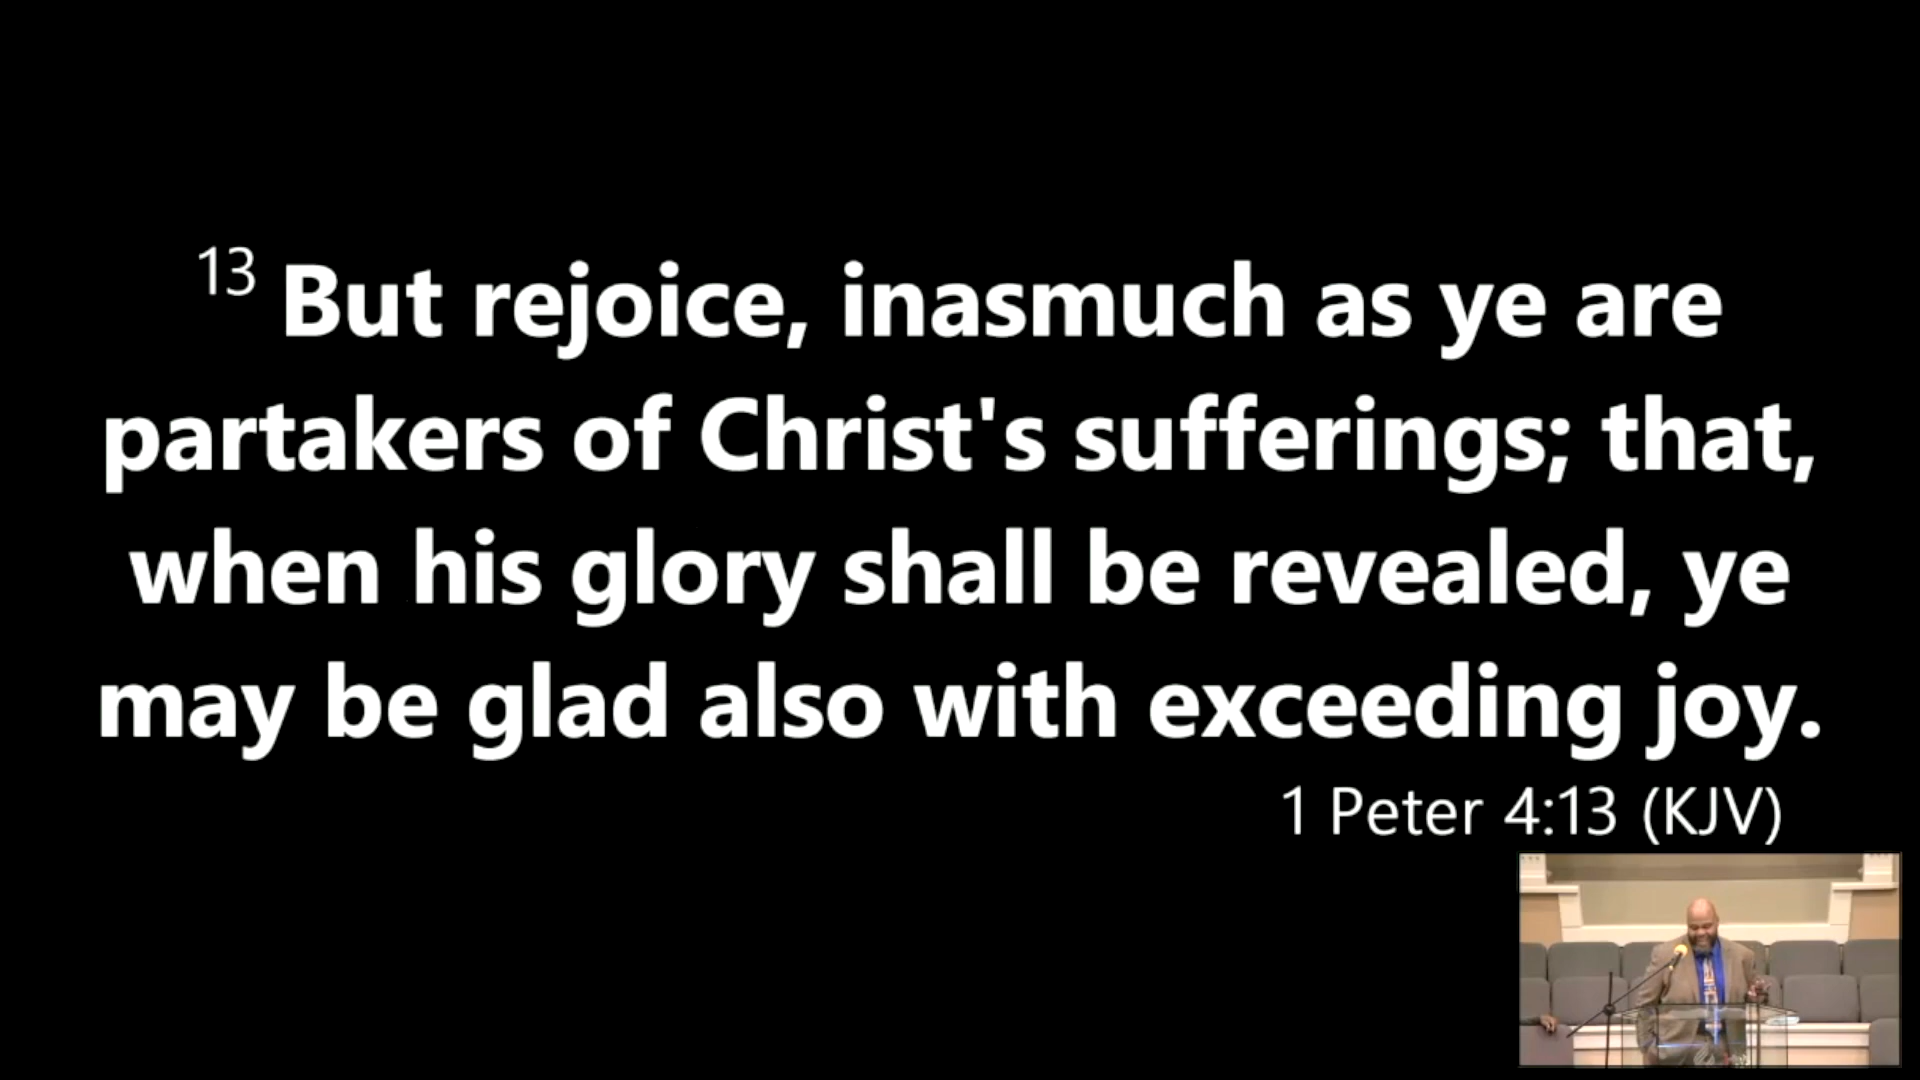 13 But rejoice, inasmuch as ye are
partakers of Christ's sufferings; that,
when his glory shall be revealed, ye
may be glad also with exceeding joy.
1 Peter 4:13 (KJV)